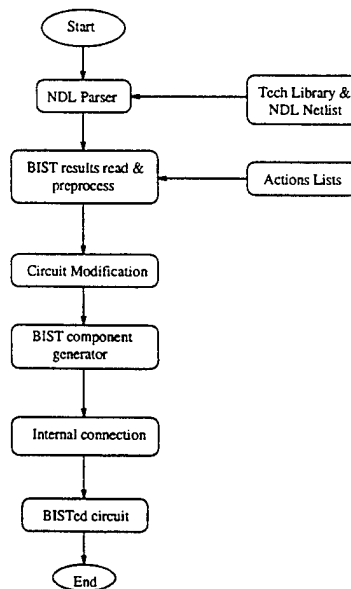 Start
NDL Parser
Tech Library &
NDL Netlist
BIST results read &
preprocess
Actions Lists
Circuit Modification
BIST component
generator
Internal connection
BISTed circuit
End